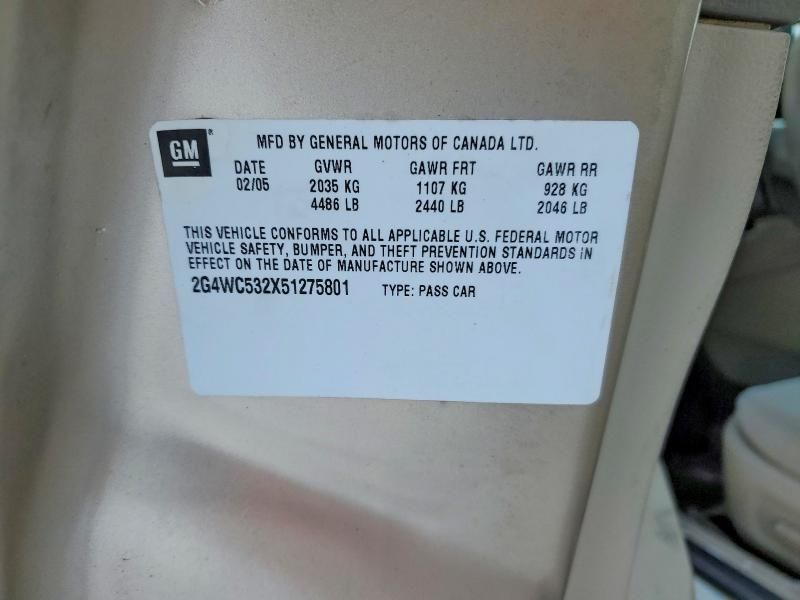 GM® MFD BY GENERAL MOTORS OF CANADA LTD.
DATE GVWR GAWR FRT GAWR RR
02/05 2035 KG 1107 KG 928 KG
4486 LB 2440 LB 2046 LB
THIS VEHICLE CONFORMS TO ALL APPLICABLE U.S. FEDERAL MOTOR
VEHICLE SAFETY, BUMPER, AND THEFT PREVENTION STANDARDS IN
EFFECT ON THE DATE OF MANUFACTURE SHOWN ABOVE.
2G4WC532X51275801 TYPE: PASS CAR